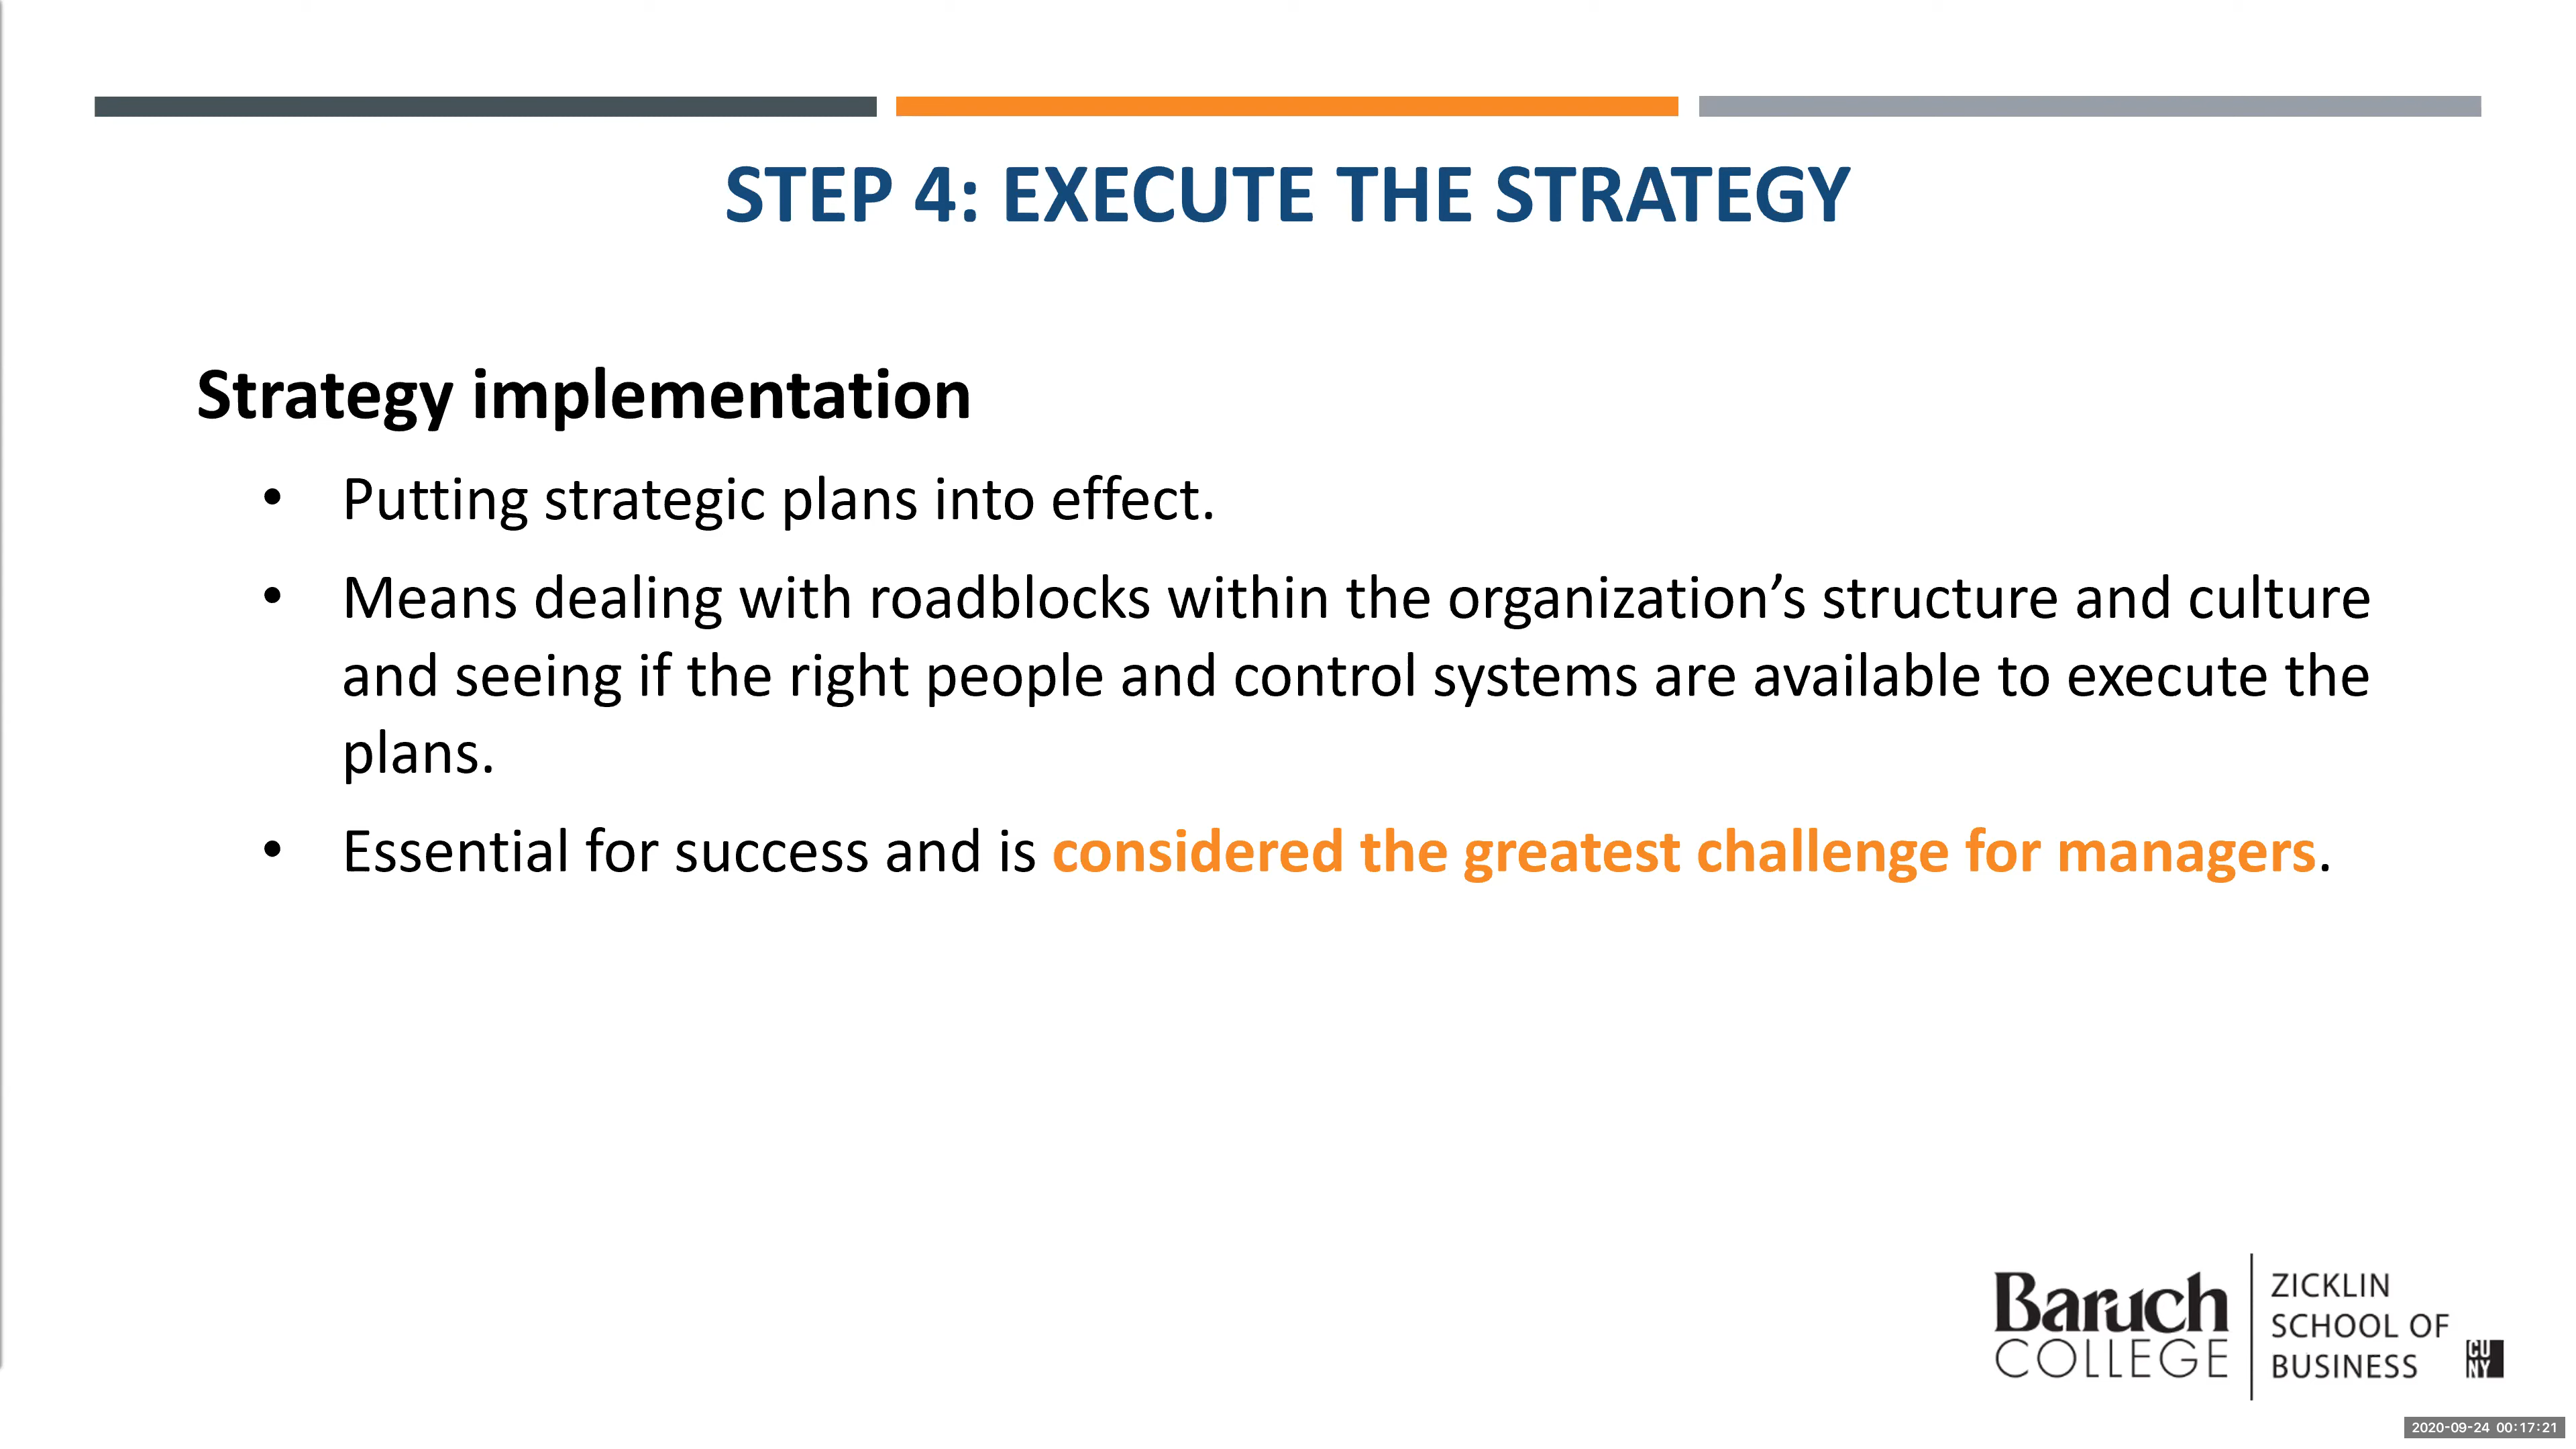 STEP 4: EXECUTE THE STRATEGY
Strategy implementation
• Putting strategic plans into effect.
• Means dealing with roadblocks within the organization’s structure and culture
and seeing if the right people and control systems are available to execute the
plans.
• Essential for success and is considered the greatest challenge for managers.
Baruch
COLLEGE
ZICKLIN
SCHOOL OF
BUSINESS
CU
NY
2020-09-24 00:17:21